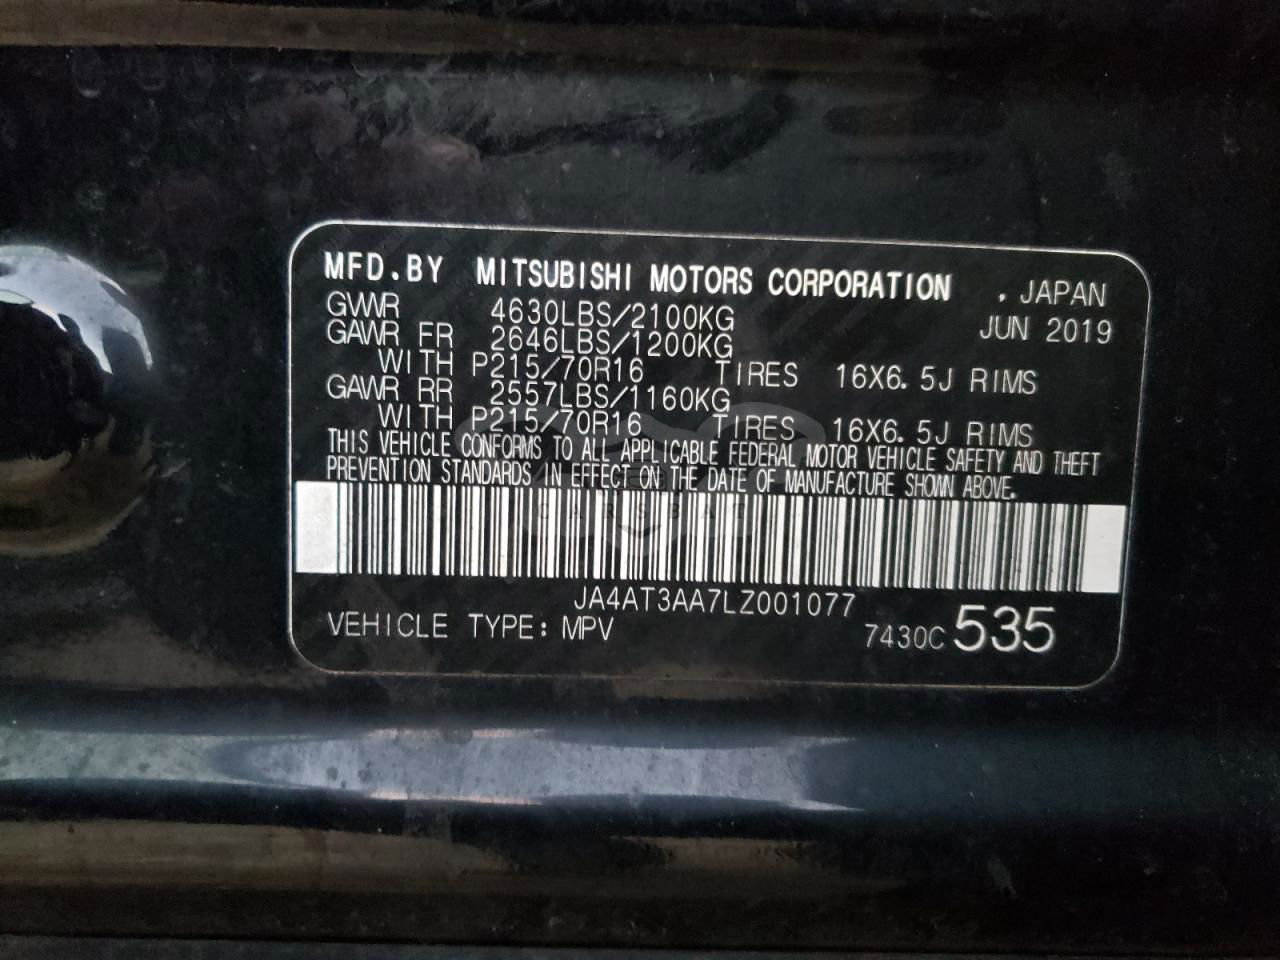 MFD.BY MITSUBISHI MOTORS CORPORATION . JAPAN
GVWR 4630LBS/2100KG JUN 2019
GAWR FR 2646LBS/1200KG
WITH P215/70R16 TIRES 16X6.5J RIMS
GAWR RR 2557LBS/1160KG
WITH P215/70R16 TIRES 16X6.5J RIMS
THIS VEHICLE CONFORMS TO ALL APPLICABLE FEDERAL MOTOR VEHICLE SAFETY AND THEFT
PREVENTION STANDARDS IN EFFECT ON THE DATE OF MANUFACTURE SHOWN ABOVE.
CARSBAT
JA4AT3AA7LZ001077
VEHICLE TYPE: MPV 7430C 535